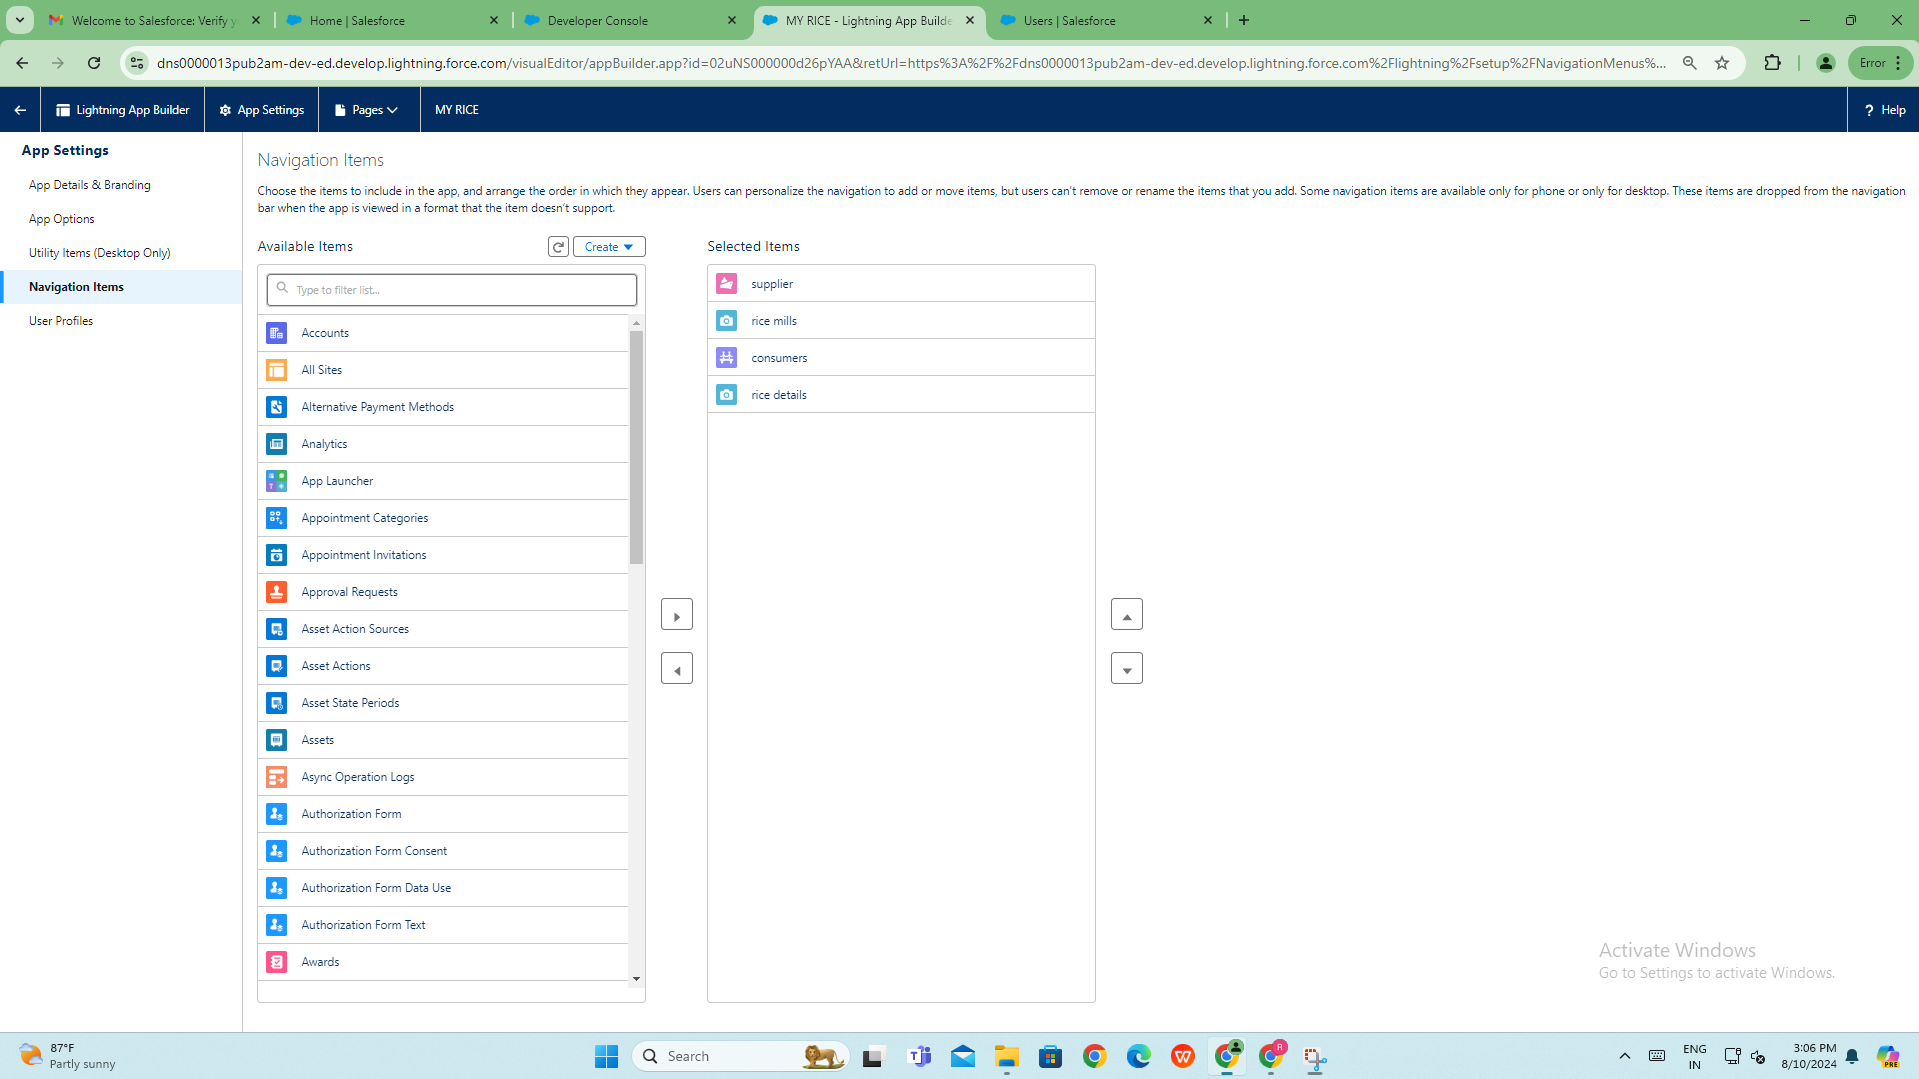 Welcome to Salesforce: Verify y
Home | Salesforce
Developer Console
MY RICE - Lightning App Builde
Users | Salesforce
dns0000013pub2am-dev-ed.develop.lightning.force.com/visualEditor/appBuilder.app?id=02uNS000000d26pYAA&retUrl=https%3A%2F%2Fdns0000013pub2am-dev-ed.develop.lightning.force.com%2Flightning%2Fsetup%2FNavigationMenus%...
Error
Lightning App Builder
App Settings
Pages
MY RICE
? Help
App Settings
App Details & Branding
App Options
Utility Items (Desktop Only)
Navigation Items
User Profiles
Navigation Items
Choose the items to include in the app, and arrange the order in which they appear. Users can personalize the navigation to add or move items, but users can't remove or rename the items that you add. Some navigation items are available only for phone or only for desktop. These items are dropped from the navigation
bar when the app is viewed in a format that the item doesn't support.
Available Items
Create
Type to filter list...
Accounts
All Sites
Alternative Payment Methods
Analytics
App Launcher
Appointment Categories
Appointment Invitations
Approval Requests
Asset Action Sources
Asset Actions
Asset State Periods
Assets
Async Operation Logs
Authorization Form
Authorization Form Consent
Authorization Form Data Use
Authorization Form Text
Awards
Selected Items
supplier
rice mills
consumers
rice details
Activate Windows
Go to Settings to activate Windows.
87°F
Partly sunny
Search
R
ENG
IN
3:06 PM
8/10/2024
PRE